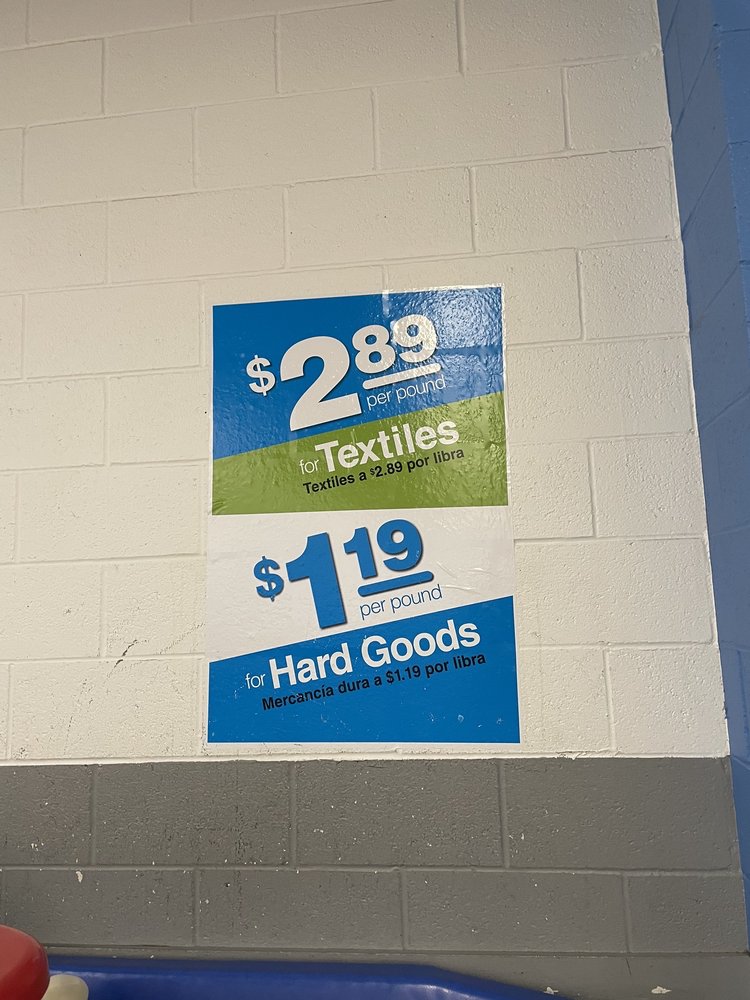 $2.89
per pound
for Textiles
Textiles a $2.89 por libra
$1.19
per pound
for Hard Goods
Mercancía dura a $1.19 por libra